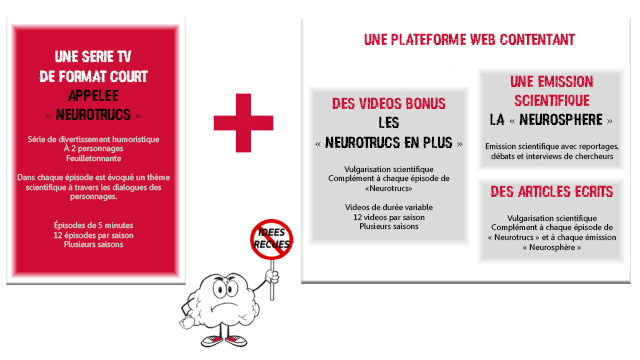 UNE SERIE TV
DE FORMAT COURT
APPELEE
« NEUROTRUCS »
Série de divertissement humoristique
À 2 personnages
Feuilletonnante
Dans chaque épisode est évoqué un thème
scientifique à travers les dialogues des
personnages.
Épisodes de 5 minutes
12 épisodes par saison
Plusieurs saisons
+
UNE PLATEFORME WEB CONTENTANT
DES VIDEOS BONUS
LES
« NEUROTRUCS EN PLUS »
Vulgarisation scientifique
Complément à chaque épisode de
«Neurotrucs»
Videos de durée variable
12 videos par saison
Plusieurs saisons
UNE EMISSION
SCIENTIFIQUE
LA « NEUROSPHERE »
Emission scientifique avec reportages,
débats et interviews de chercheurs
DES ARTICLES ECRITS
Vulgarisation scientifique
Complément à chaque épisode de
« Neurotrucs » et à chaque émission
« Neurosphère »
IDEES
RECUES